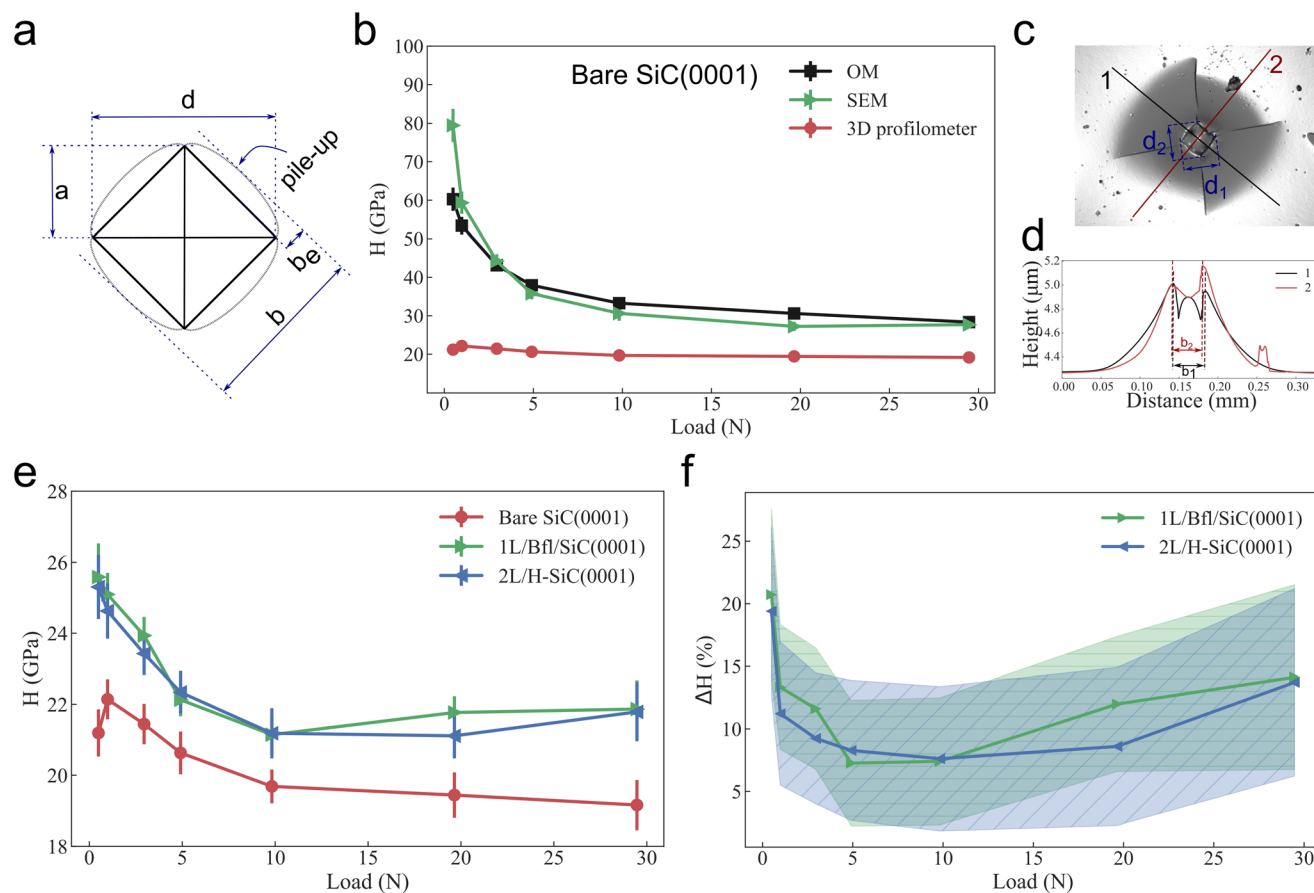 a
d
a
pile-up
be
b
b
Bare SiC(0001)
OM
SEM
3D profilometer
H (GPa)
100
90
80
70
60
50
40
30
20
0 5 10 15 20 25 30
Load (N)
c
1
2
d2
d1
d
Height (μm)
5.2
5.0
4.8
4.6
4.4
1
2
b2
b1
0.00 0.05 0.10 0.15 0.20 0.25 0.30
Distance (mm)
e
H (GPa)
28
26
24
22
20
18
Bare SiC(0001)
1L/Bfl/SiC(0001)
2L/H-SiC(0001)
0 5 10 15 20 25 30
Load (N)
f
ΔH (%)
25
20
15
10
5
1L/Bfl/SiC(0001)
2L/H-SiC(0001)
0 5 10 15 20 25 30
Load (N)